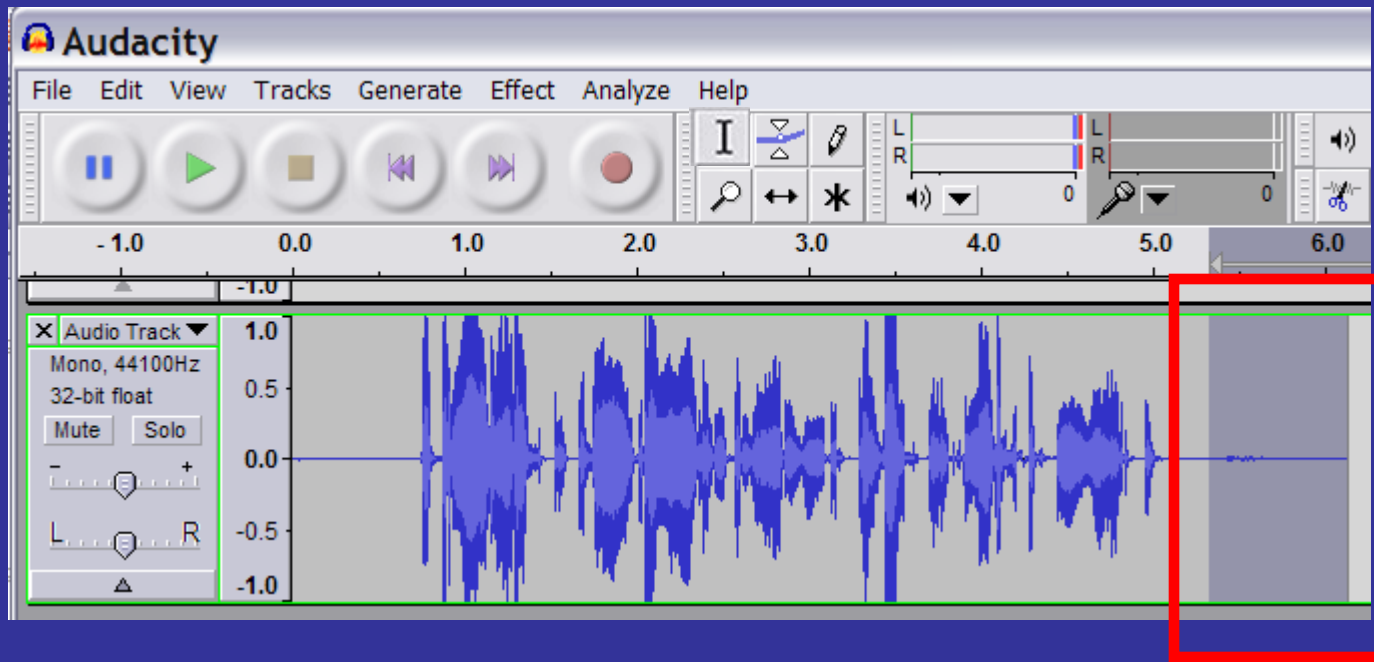 Audacity
File Edit View Tracks Generate Effect Analyze Help
L
R
0
L
R
0
- 1.0 0.0 1.0 2.0 3.0 4.0 5.0 6.0
-1.0
X Audio Track
Mono, 44100Hz
32-bit float
Mute Solo
- +
L R
1.0
0.5
0.0
-0.5
-1.0